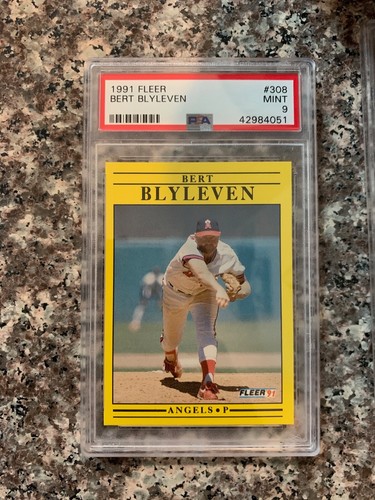 1991 FLEER #308
BERT BLYLEVEN MINT
9
PSA 42984051
BERT
BLYLEVEN
FLEER 91
ANGELS • P